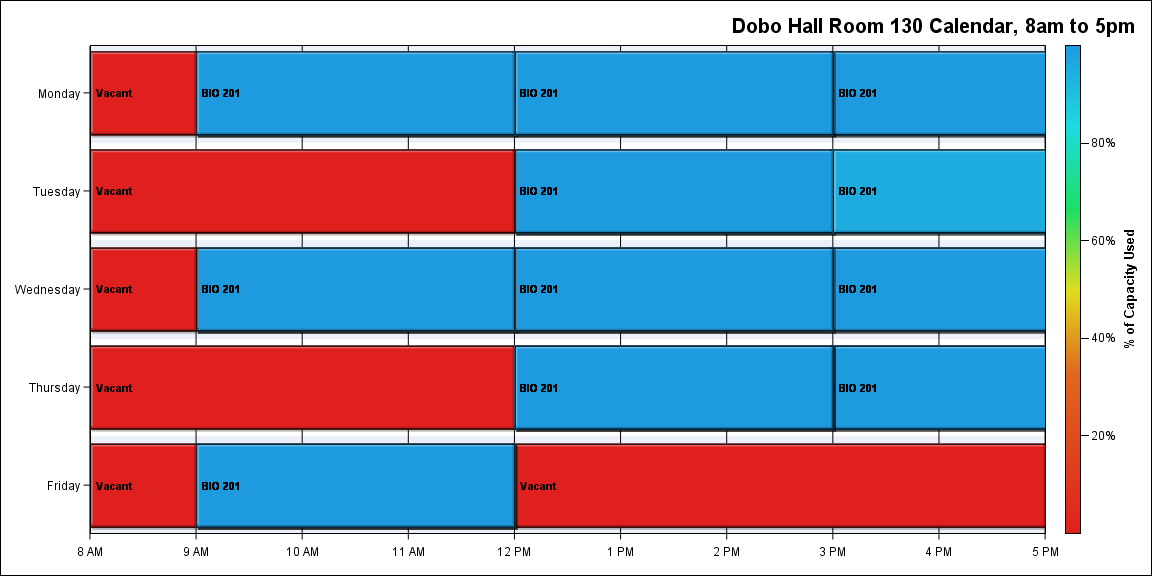 Dobo Hall Room 130 Calendar, 8am to 5pm
Monday
Vacant
BIO 201
BIO 201
BIO 201
Tuesday
Vacant
BIO 201
BIO 201
Wednesday
Vacant
BIO 201
BIO 201
BIO 201
Thursday
Vacant
BIO 201
BIO 201
Friday
Vacant
BIO 201
Vacant
8 AM
9 AM
10 AM
11 AM
12 PM
1 PM
2 PM
3 PM
4 PM
5 PM
80%
60%
40%
20%
% of Capacity Used